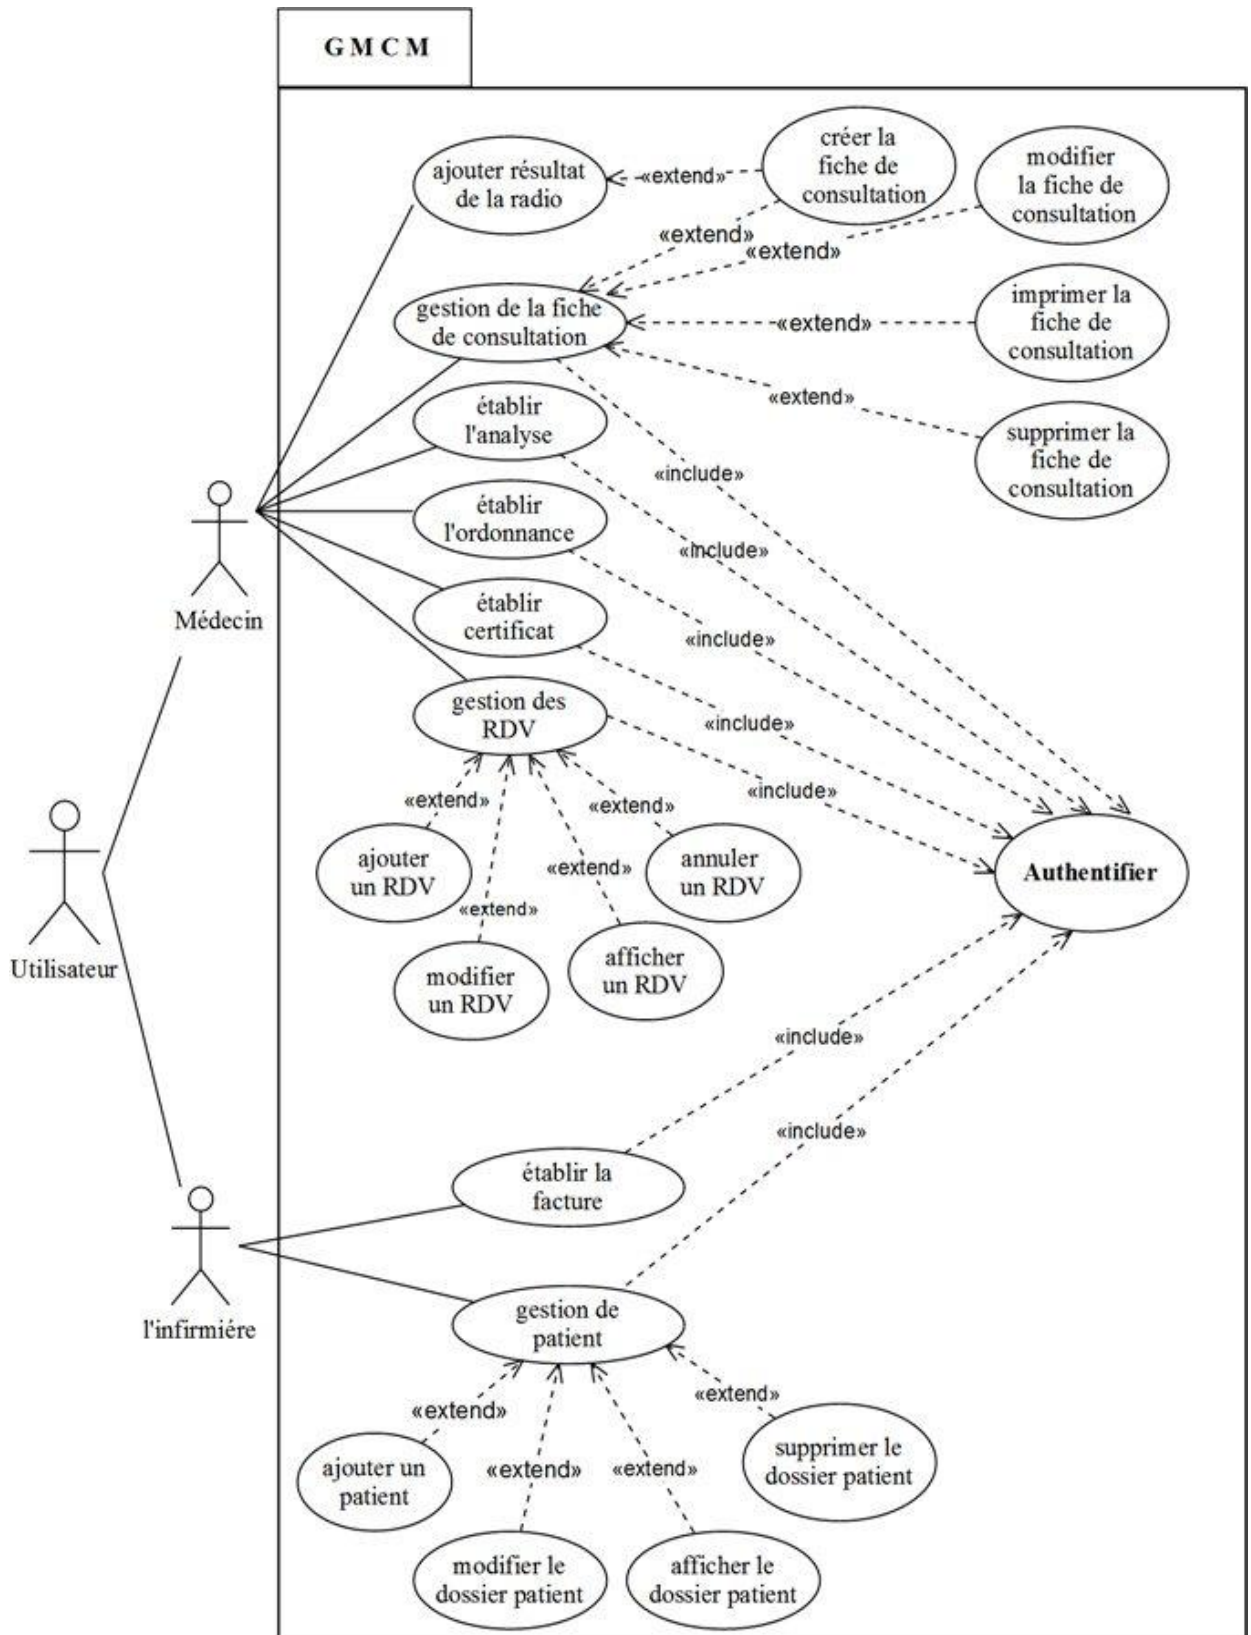 G M C M
ajouter résultat
de la radio
«extend»
créer la
fiche de
consultation
modifier
la fiche de
consultation
«extend»
«extend»
gestion de la fiche
de consultation
«extend»
imprimer la
fiche de
consultation
établir
l'analyse
«extend»
supprimer la
fiche de
consultation
«include»
établir
l'ordonnance
«include»
Médecin
établir
certificat
«include»
gestion des
RDV
«include»
«include»
«extend»
«extend»
ajouter
un RDV
«extend»
annuler
un RDV
Authentifier
«extend»
Utilisateur
modifier
un RDV
afficher
un RDV
«include»
«include»
établir la
facture
l'infirmiére
gestion de
patient
«extend»
«extend»
ajouter un
patient
«extend»
«extend»
supprimer le
dossier patient
modifier le
dossier patient
afficher le
dossier patient